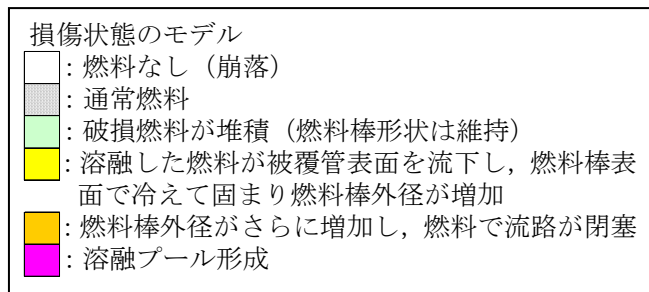 損傷状態のモデル
：燃料なし（崩落）
：通常燃料
：破損燃料が堆積（燃料棒形状は維持）
：溶融した燃料が被覆管表面を流下し，燃料棒表
面で冷えて固まり燃料棒外径が増加
：燃料棒外径がさらに増加し，燃料で流路が閉塞
：溶融プール形成